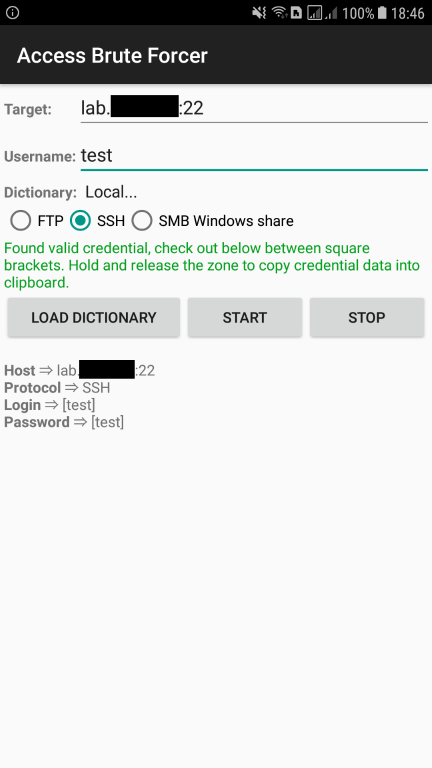 100% 18:46
Access Brute Forcer
Target: lab. :22
Username: test
Dictionary: Local...
FTP SSH SMB Windows share
Found valid credential, check out below between square
brackets. Hold and release the zone to copy credential data into
clipboard.
LOAD DICTIONARY START STOP
Host ⇒ lab. :22
Protocol ⇒ SSH
Login ⇒ [test]
Password ⇒ [test]